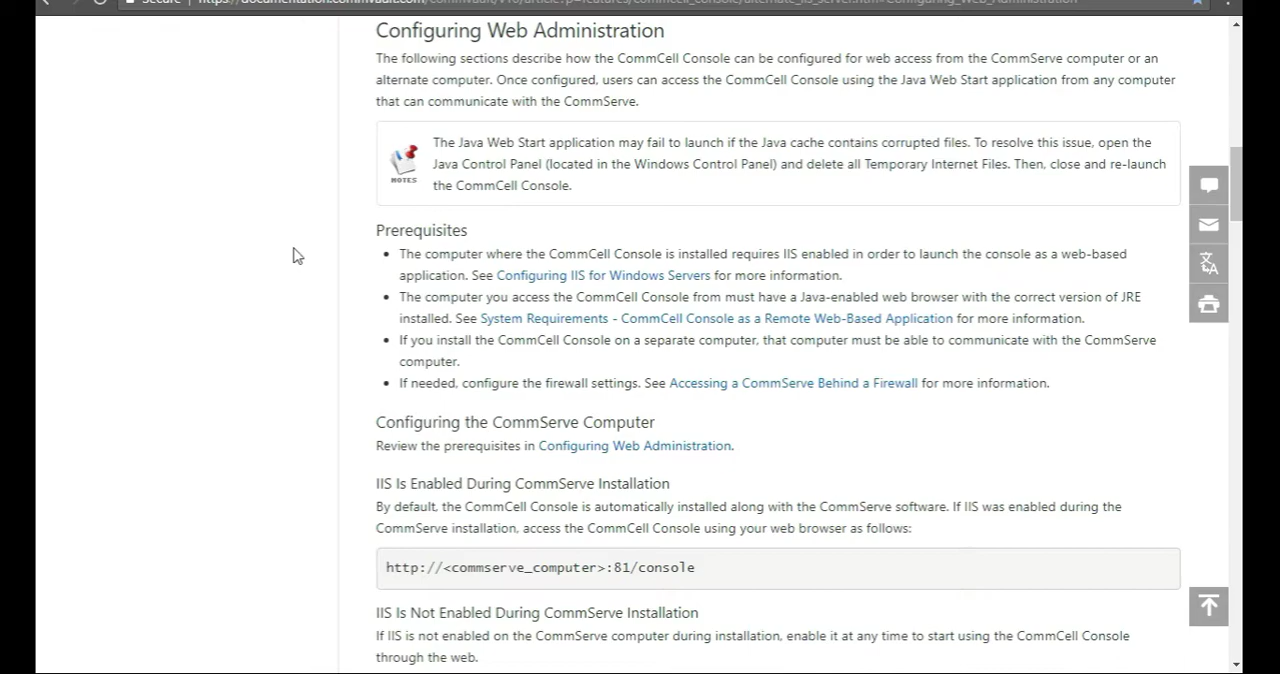 Configuring Web Administration
The following sections describe how the CommCell Console can be configured for web access from the CommServe computer or an
alternate computer. Once configured, users can access the CommCell Console using the Java Web Start application from any computer
that can communicate with the CommServe.
The Java Web Start application may fail to launch if the Java cache contains corrupted files. To resolve this issue, open the
Java Control Panel (located in the Windows Control Panel) and delete all Temporary Internet Files. Then, close and re-launch
the CommCell Console.
NOTES
Prerequisites
• The computer where the CommCell Console is installed requires IIS enabled in order to launch the console as a web-based
application. See Configuring IIS for Windows Servers for more information.
• The computer you access the CommCell Console from must have a Java-enabled web browser with the correct version of JRE
installed. See System Requirements - CommCell Console as a Remote Web-Based Application for more information.
• If you install the CommCell Console on a separate computer, that computer must be able to communicate with the CommServe
computer.
• If needed, configure the firewall settings. See Accessing a CommServe Behind a Firewall for more information.
Configuring the CommServe Computer
Review the prerequisites in Configuring Web Administration.
IIS Is Enabled During CommServe Installation
By default, the CommCell Console is automatically installed along with the CommServe software. If IIS was enabled during the
CommServe installation, access the CommCell Console using your web browser as follows:
http://<commserve_computer>:81/console
IIS Is Not Enabled During CommServe Installation
If IIS is not enabled on the CommServe computer during installation, enable it at any time to start using the CommCell Console
through the web.